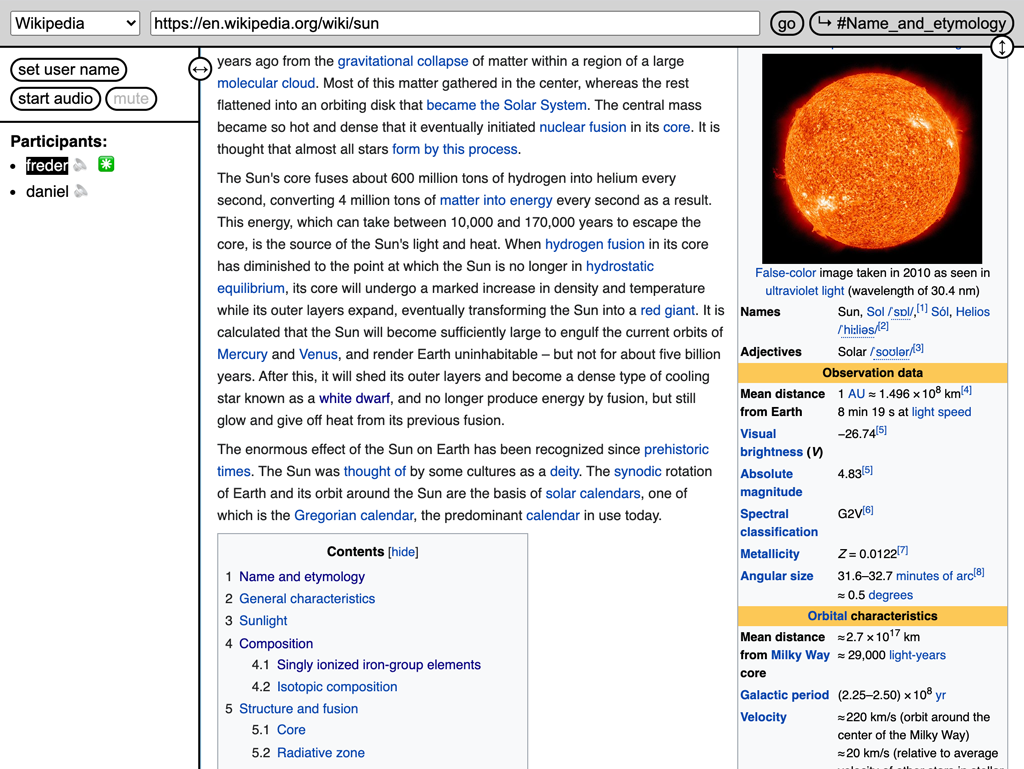 Wikipedia
https://en.wikipedia.org/wiki/sun
go
#Name_and_etymology
set user name
start audio
mute
Participants:
freder
daniel
years ago from the gravitational collapse of matter within a region of a large
molecular cloud. Most of this matter gathered in the center, whereas the rest
flattened into an orbiting disk that became the Solar System. The central mass
became so hot and dense that it eventually initiated nuclear fusion in its core. It is
thought that almost all stars form by this process.
The Sun's core fuses about 600 million tons of hydrogen into helium every
second, converting 4 million tons of matter into energy every second as a result.
This energy, which can take between 10,000 and 170,000 years to escape the
core, is the source of the Sun's light and heat. When hydrogen fusion in its core
has diminished to the point at which the Sun is no longer in hydrostatic
equilibrium, its core will undergo a marked increase in density and temperature
while its outer layers expand, eventually transforming the Sun into a red giant. It is
calculated that the Sun will become sufficiently large to engulf the current orbits of
Mercury and Venus, and render Earth uninhabitable – but not for about five billion
years. After this, it will shed its outer layers and become a dense type of cooling
star known as a white dwarf, and no longer produce energy by fusion, but still
glow and give off heat from its previous fusion.
The enormous effect of the Sun on Earth has been recognized since prehistoric
times. The Sun was thought of by some cultures as a deity. The synodic rotation
of Earth and its orbit around the Sun are the basis of solar calendars, one of
which is the Gregorian calendar, the predominant calendar in use today.
Contents [hide]
1 Name and etymology
2 General characteristics
3 Sunlight
4 Composition
4.1 Singly ionized iron-group elements
4.2 Isotopic composition
5 Structure and fusion
5.1 Core
5.2 Radiative zone
False-color image taken in 2010 as seen in
ultraviolet light (wavelength of 30.4 nm)
Names Sun, Sol /ˈsɒl/,[1] Sól, Helios
/ˈhiːliəs/[2]
Adjectives Solar /ˈsoʊlər/[3]
Observation data
Mean distance 1 AU ≈ 1.496 × 10⁸ km[4]
from Earth 8 min 19 s at light speed
Visual −26.74[5]
brightness (V)
Absolute 4.83[5]
magnitude
Spectral G2V[6]
classification
Metallicity Z = 0.0122[7]
Angular size 31.6–32.7 minutes of arc[8]
≈ 0.5 degrees
Orbital characteristics
Mean distance ≈ 2.7 × 10¹⁷ km
from Milky Way ≈ 29,000 light-years
core
Galactic period (2.25–2.50) × 10⁸ yr
Velocity ≈ 220 km/s (orbit around the
center of the Milky Way)
≈ 20 km/s (relative to average